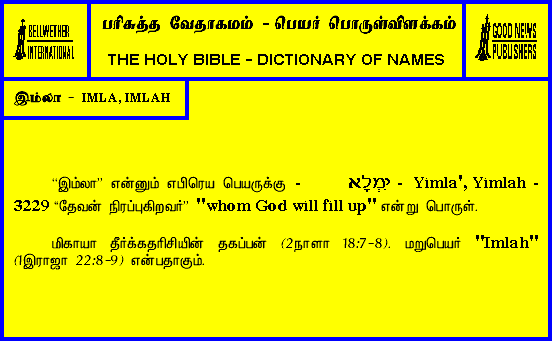 BELLWETHER
INTERNATIONAL
பரிசுத்த வேதாகமம் - பெயர் பொருள்விளக்கம்
THE HOLY BIBLE - DICTIONARY OF NAMES
GOOD NEWS
PUBLISHERS
இம்லா - IMLA, IMLAH
“இம்லா” என்னும் எபிரெய பெயருக்கு - יִמְלָא - Yimla', Yimlah -
3229 “தேவன் நிரப்புகிறவர்” "whom God will fill up" என்று பொருள்.
மிகாயா தீர்க்கதரிசியின் தகப்பன் (2நாளா 18:7-8). மறுபெயர் "Imlah"
(1இராஜா 22:8-9) என்பதாகும்.